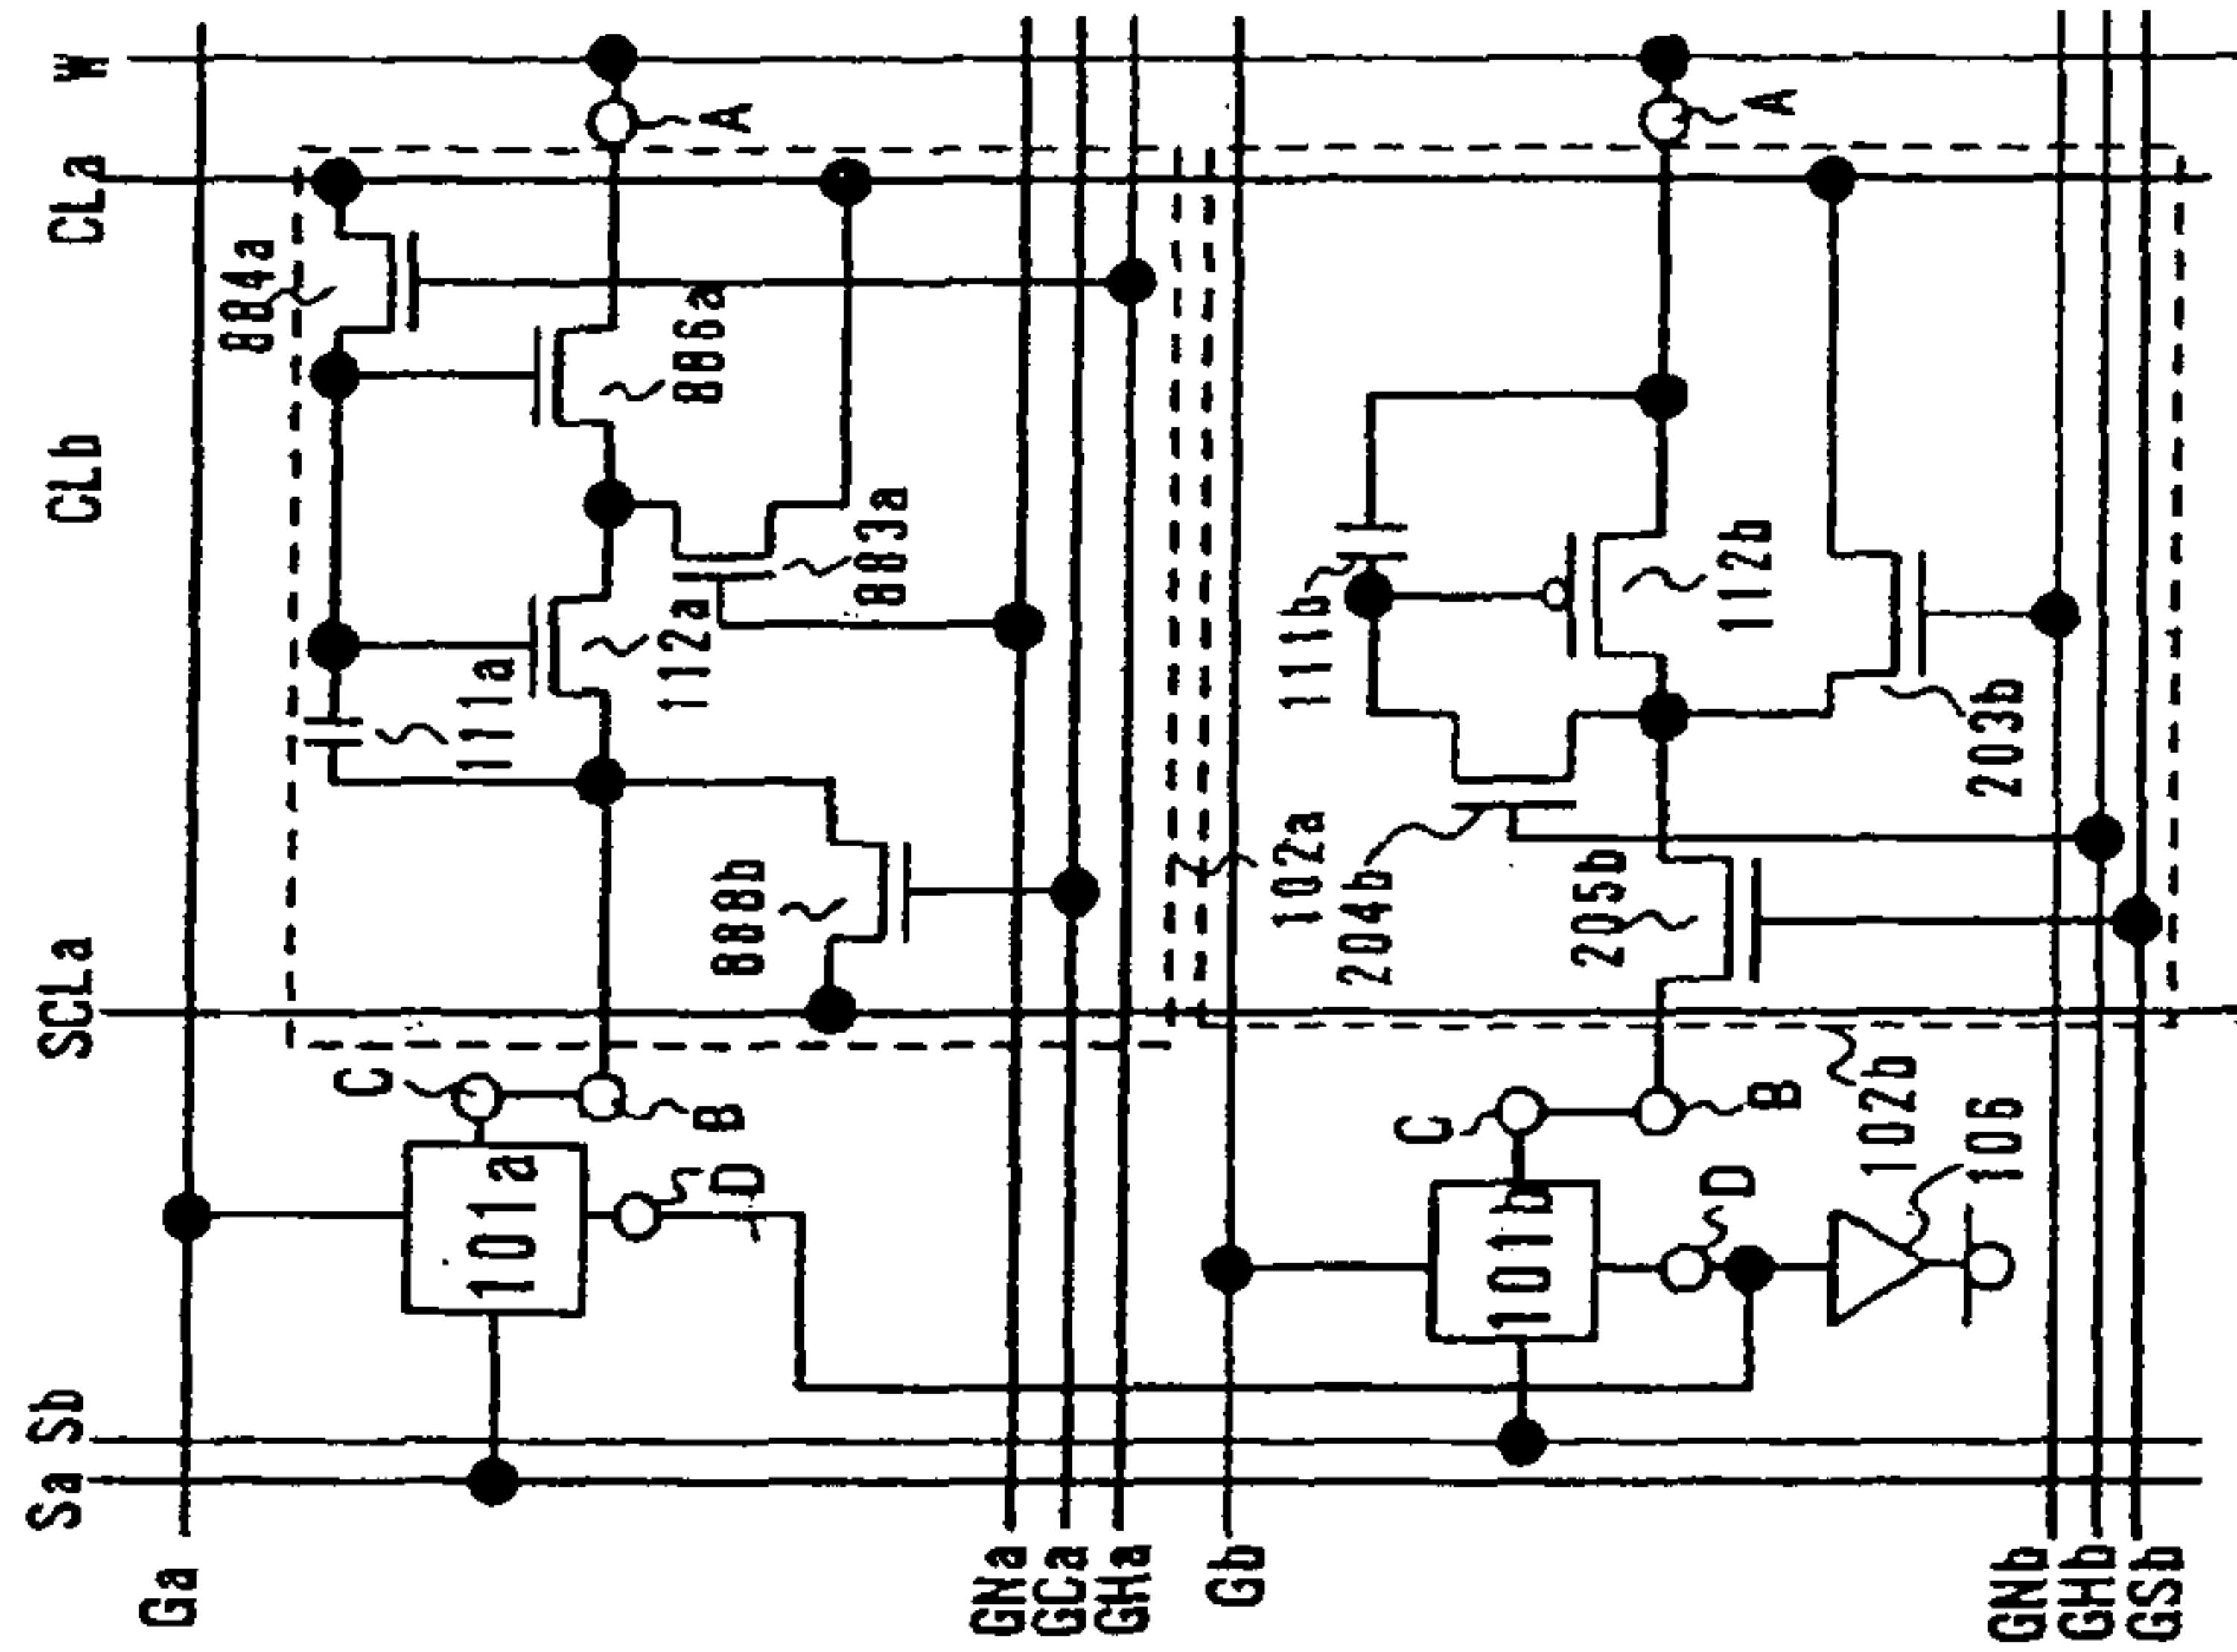 Sa
Sb
SCLa
CLb
CLa
W
Ga
101a
C
B
D
111a
112a
888b
883a
884a
886a
A
GNa
GCa
GHa
102a
Gb
101b
C
B
D
106
102b
111b
112b
204b
205b
203b
A
GNb
GHb
GSb